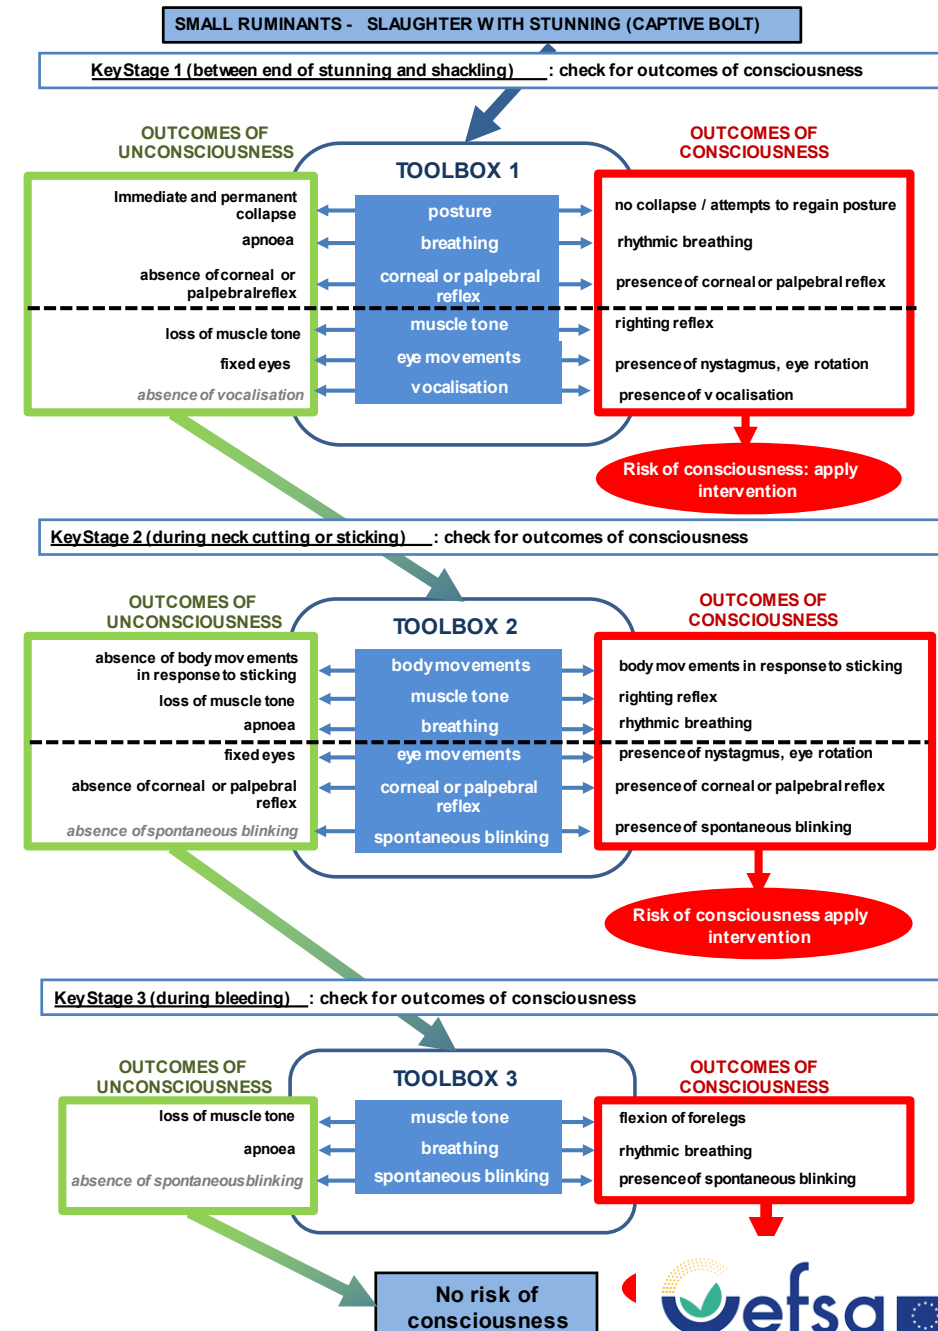 SMALL RUMINANTS - SLAUGHTER WITH STUNNING (CAPTIVE BOLT)
Key Stage 1 (between end of stunning and shackling) : check for outcomes of consciousness
OUTCOMES OF
UNCONSCIOUSNESS
OUTCOMES OF
CONSCIOUSNESS
TOOLBOX 1
Immediate and permanent
collapse
posture
no collapse / attempts to regain posture
apnoea
breathing
rhythmic breathing
absence of corneal or
palpebral reflex
corneal or palpebral
reflex
presence of corneal or palpebral reflex
loss of muscle tone
muscle tone
righting reflex
fixed eyes
eye movements
presence of nystagmus, eye rotation
absence of vocalisation
vocalisation
presence of vocalisation
Risk of consciousness: apply
intervention
Key Stage 2 (during neck cutting or sticking) : check for outcomes of consciousness
OUTCOMES OF
UNCONSCIOUSNESS
OUTCOMES OF
CONSCIOUSNESS
TOOLBOX 2
absence of body movements
in response to sticking
body movements
body movements in response to sticking
loss of muscle tone
muscle tone
righting reflex
apnoea
breathing
rhythmic breathing
fixed eyes
eye movements
presence of nystagmus, eye rotation
absence of corneal or palpebral
reflex
corneal or palpebral
reflex
presence of corneal or palpebral reflex
absence of spontaneous blinking
spontaneous blinking
presence of spontaneous blinking
Risk of consciousness apply
intervention
Key Stage 3 (during bleeding) : check for outcomes of consciousness
OUTCOMES OF
UNCONSCIOUSNESS
OUTCOMES OF
CONSCIOUSNESS
TOOLBOX 3
loss of muscle tone
muscle tone
flexion of forelegs
apnoea
breathing
rhythmic breathing
absence of spontaneous blinking
spontaneous blinking
presence of spontaneous blinking
No risk of
consciousness
efsa